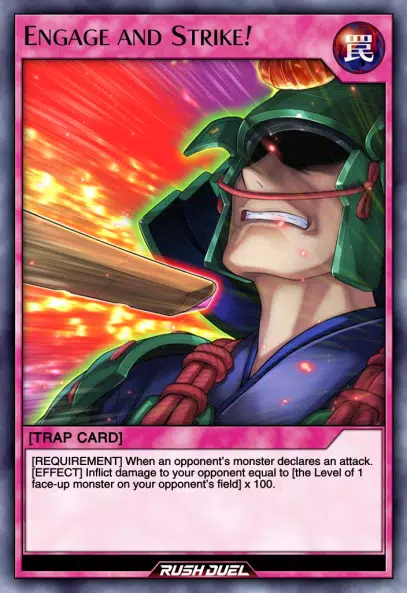 Engage and Strike!
罠
[TRAP CARD]
[REQUIREMENT] When an opponent's monster declares an attack.
[EFFECT] Inflict damage to your opponent equal to [the Level of 1
face-up monster on your opponent's field] x 100.
RUSH DUEL